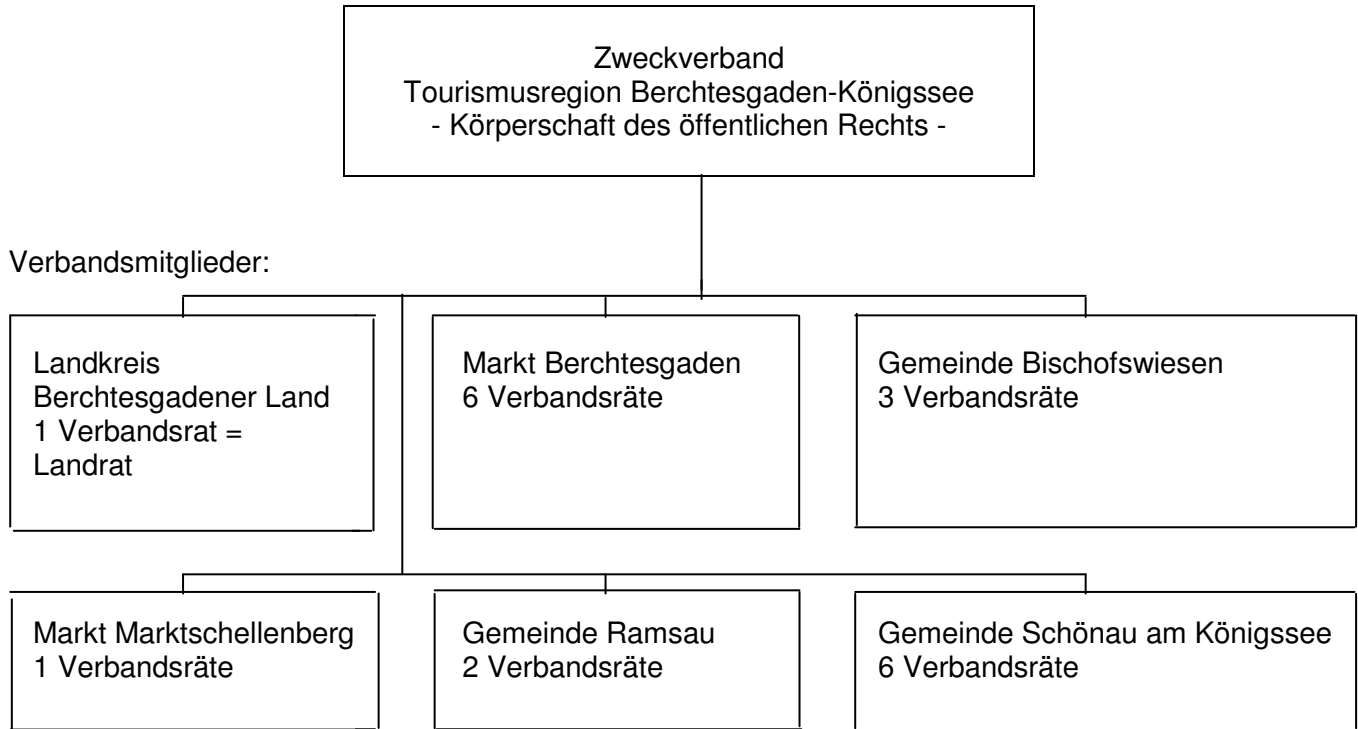 Zweckverband
Tourismusregion Berchtesgaden-Königssee
- Körperschaft des öffentlichen Rechts -
Verbandsmitglieder:
Landkreis
Berchtesgadener Land
1 Verbandsrat =
Landrat
Markt Berchtesgaden
6 Verbandsräte
Gemeinde Bischofswiesen
3 Verbandsräte
Markt Marktschellenberg
1 Verbandsräte
Gemeinde Ramsau
2 Verbandsräte
Gemeinde Schönau am Königssee
6 Verbandsräte